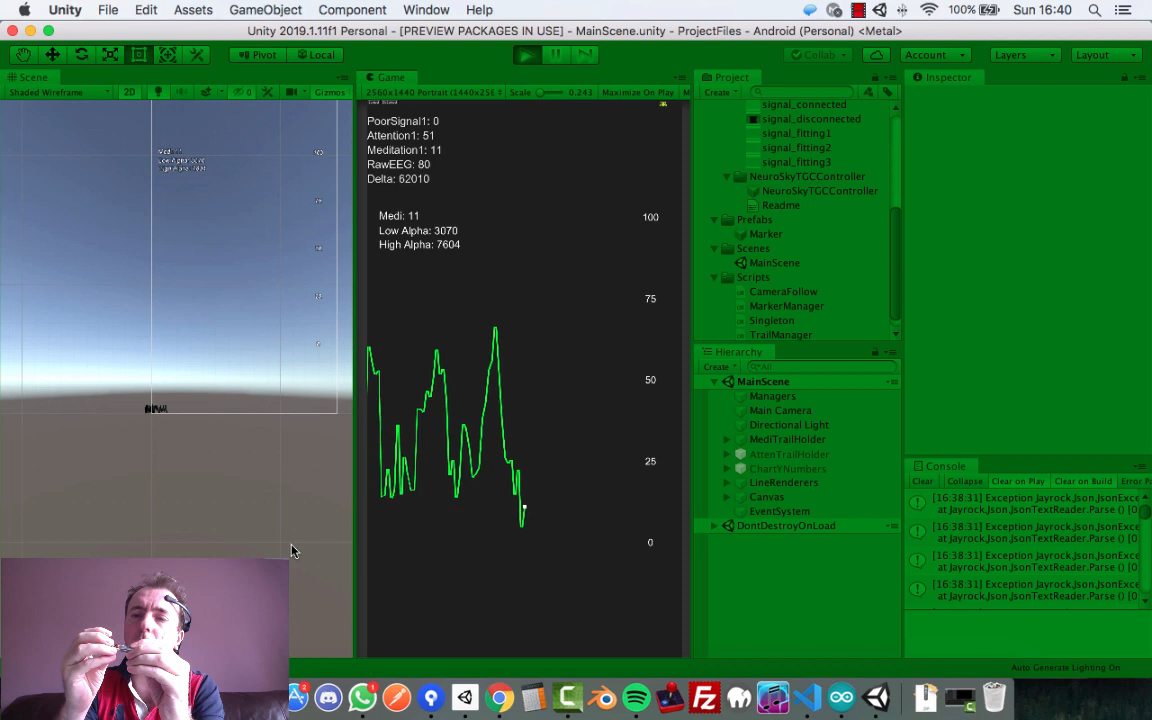 Unity File Edit Assets GameObject Component Window Help 100% Sun 16:40
Unity 2019.1.11f1 Personal - [PREVIEW PACKAGES IN USE] - MainScene.unity - ProjectFiles - Android (Personal) <Metal>
Pivot Local Collab Account Layers Layout
Scene Game Project Inspector
Shaded Wireframe 2D 0 Gizmos 2560x1440 Portrait (1440x256 Scale 0.243 Maximize On Play M Create
PoorSignal1: 0
Attention1: 51
Meditation1: 11
RawEEG: 80
Delta: 62010
Medi: 11
Low Alpha: 3070
High Alpha: 7604
100
75
50
25
0
signal_connected
signal_disconnected
signal_fitting1
signal_fitting2
signal_fitting3
NeuroSkyTGCController
NeuroSkyTGCController
Readme
Prefabs
Marker
Scenes
MainScene
Scripts
CameraFollow
MarkerManager
Singleton
TrailManager
Hierarchy
Create All
MainScene
Managers
Main Camera
Directional Light
MediTrailHolder
AttenTrailHolder
ChartYNumbers
LineRenderers
Canvas
EventSystem
DontDestroyOnLoad
Console
Clear Collapse Clear on Play Clear on Build Error P
[16:38:31] Exception Jayrock.Json.JsonExce
at Jayrock.Json.JsonTextReader.Parse () [0
[16:38:31] Exception Jayrock.Json.JsonExce
at Jayrock.Json.JsonTextReader.Parse () [0
[16:38:31] Exception Jayrock.Json.JsonExce
at Jayrock.Json.JsonTextReader.Parse () [0
[16:38:31] Exception Jayrock.Json.JsonExce
at Jayrock.Json.JsonTextReader.Parse () [0
Auto Generate Lighting On